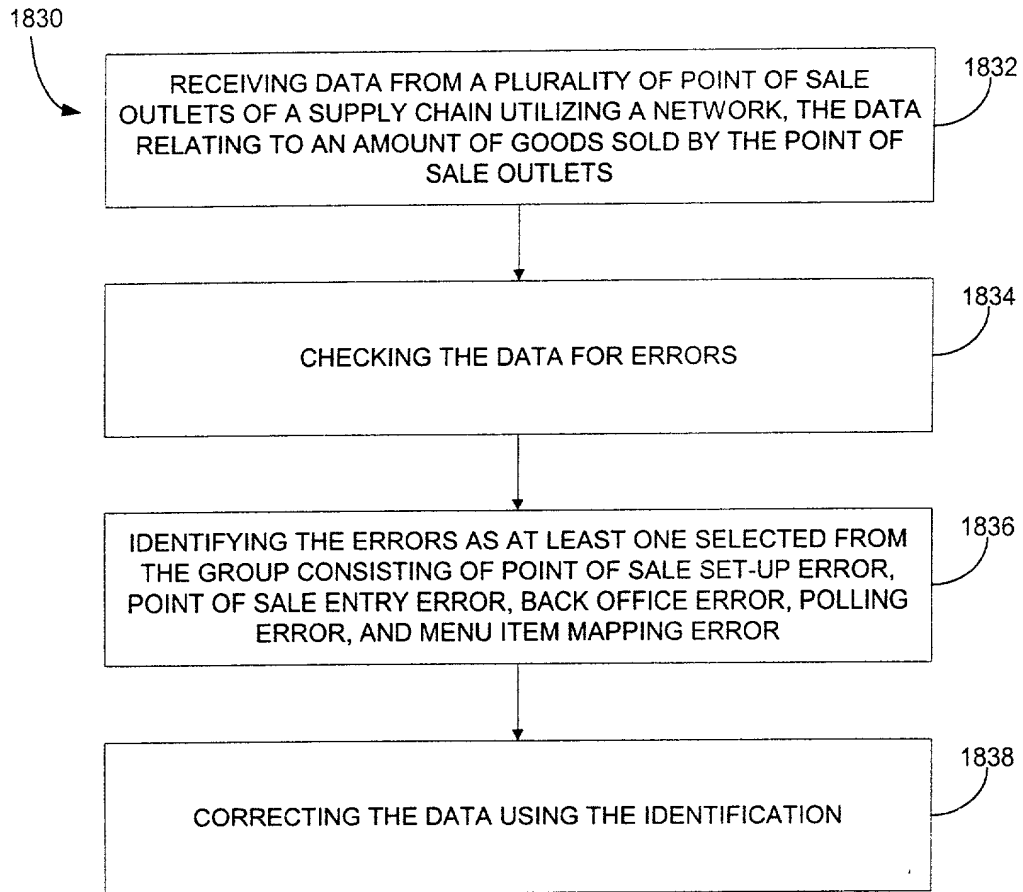 1830
RECEIVING DATA FROM A PLURALITY OF POINT OF SALE
OUTLETS OF A SUPPLY CHAIN UTILIZING A NETWORK, THE DATA
RELATING TO AN AMOUNT OF GOODS SOLD BY THE POINT OF
SALE OUTLETS
1832
CHECKING THE DATA FOR ERRORS
1834
IDENTIFYING THE ERRORS AS AT LEAST ONE SELECTED FROM
THE GROUP CONSISTING OF POINT OF SALE SET-UP ERROR,
POINT OF SALE ENTRY ERROR, BACK OFFICE ERROR, POLLING
ERROR, AND MENU ITEM MAPPING ERROR
1836
CORRECTING THE DATA USING THE IDENTIFICATION
1838